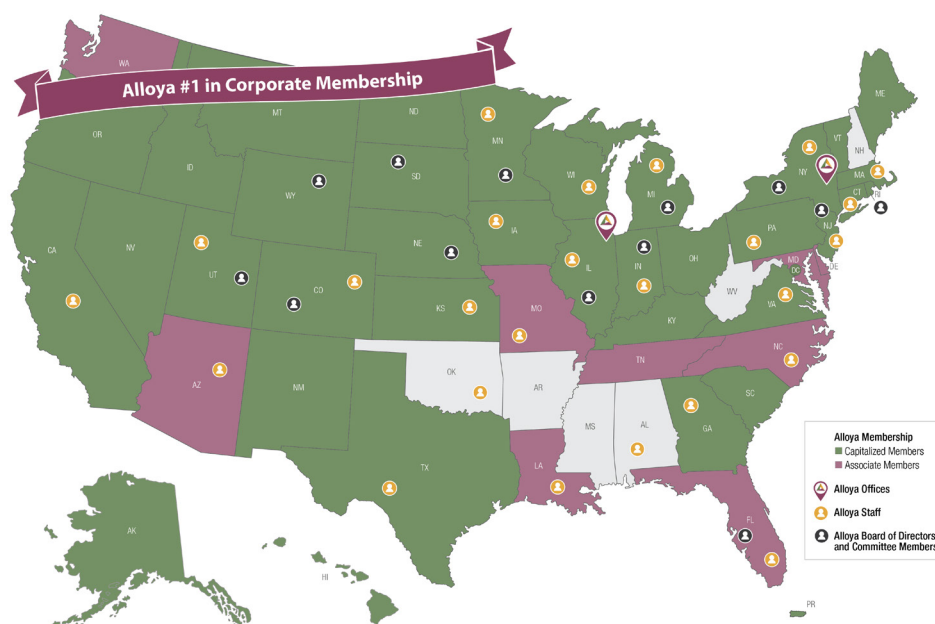 WA
Alloya #1 in Corporate Membership
ME
MT
ND
MN
OR
VT
NH
ID
SD
WI
NY
MA
WY
MI
CT
RI
IA
PA
NJ
NE
CA
NV
OH
MD
DE
UT
IL
IN
DC
CO
WV
KS
MO
VA
KY
TN
NC
OK
AZ
NM
AR
SC
MS
AL
GA
TX
LA
Alloya Membership
Capitalized Members
Associate Members
Alloya Offices
Alloya Staff
Alloya Board of Directors
and Committee Members
FL
AK
HI
PR